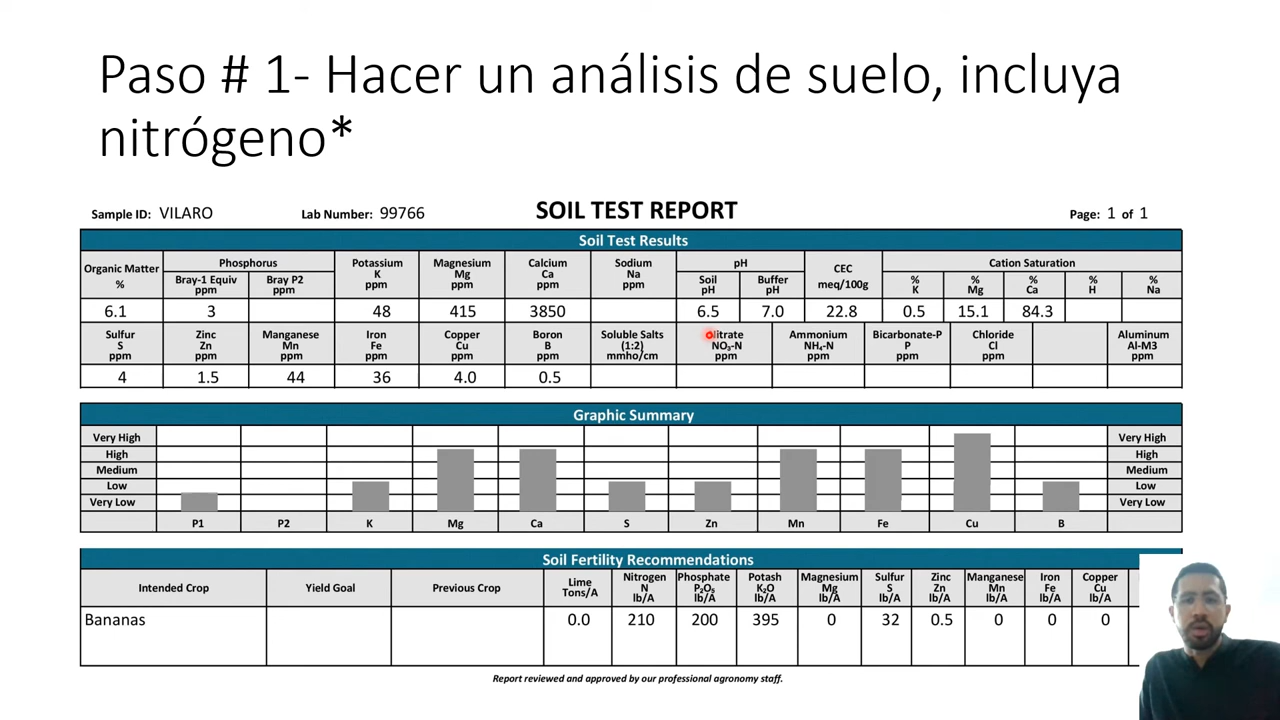 Paso # 1- Hacer un análisis de suelo, incluya
nitrógeno*
Sample ID: VILARO Lab Number: 99766 SOIL TEST REPORT Page: 1 of 1
Soil Test Results
Organic Matter % Phosphorus Potassium K ppm Magnesium Mg ppm Calcium Ca ppm Sodium Na ppm pH CEC meq/100g Cation Saturation
Bray-1 Equiv ppm Bray P2 ppm Soil pH Buffer pH % K % Mg % Ca % H % Na
6.1 3 48 415 3850 6.5 7.0 22.8 0.5 15.1 84.3
Sulfur S ppm Zinc Zn ppm Manganese Mn ppm Iron Fe ppm Copper Cu ppm Boron B ppm Soluble Salts (1:2) mmho/cm Nitrate NO₃-N ppm Ammonium NH₄-N ppm Bicarbonate-P P ppm Chloride Cl ppm Aluminum Al-M3 ppm
4 1.5 44 36 4.0 0.5
Graphic Summary
Very High Very High
High High
Medium Medium
Low Low
Very Low Very Low
P1 P2 K Mg Ca S Zn Mn Fe Cu B
Soil Fertility Recommendations
Intended Crop Yield Goal Previous Crop Lime Tons/A Nitrogen N lb/A Phosphate P₂O₅ lb/A Potash K₂O lb/A Magnesium Mg lb/A Sulfur S lb/A Zinc Zn lb/A Manganese Mn lb/A Iron Fe lb/A Copper Cu lb/A
Bananas 0.0 210 200 395 0 32 0.5 0 0 0
Report reviewed and approved by our professional agronomy staff.